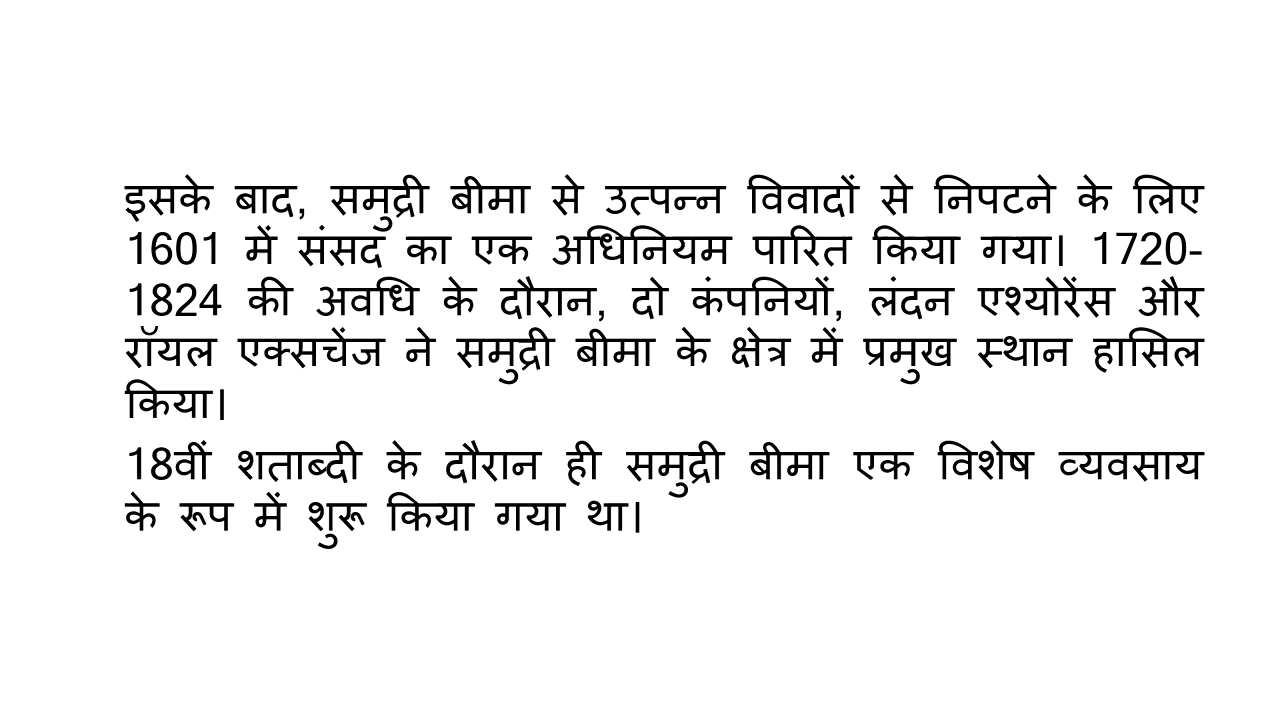 इसके बाद, समुद्री बीमा से उत्पन्न विवादों से निपटने के लिए
1601 में संसद का एक अधिनियम पारित किया गया। 1720-
1824 की अवधि के दौरान, दो कंपनियों, लंदन एश्योरेंस और
रॉयल एक्सचेंज ने समुद्री बीमा के क्षेत्र में प्रमुख स्थान हासिल
किया।
18वीं शताब्दी के दौरान ही समुद्री बीमा एक विशेष व्यवसाय
के रूप में शुरू किया गया था।